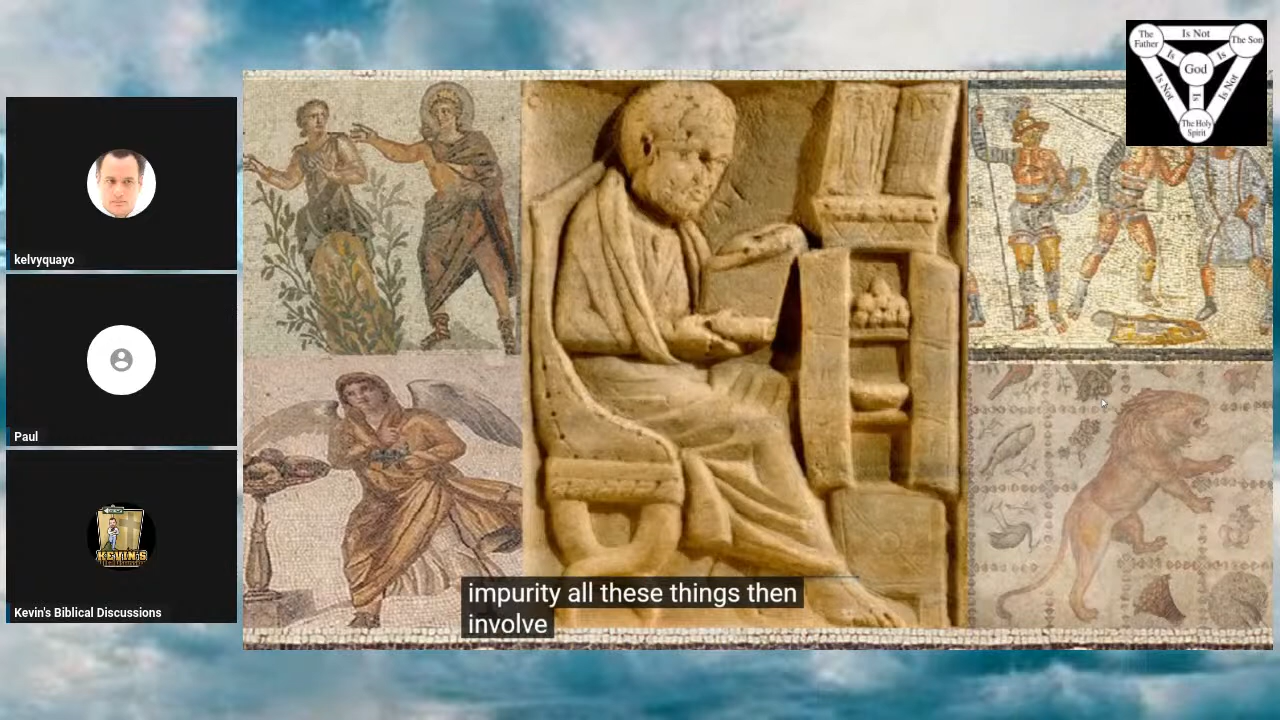 The
Father
Is Not
The Son
Is
Is
God
Is Not
Is
Is Not
The Holy
Spirit
kelvyquayo
Paul
KEVIN'S
Kevin's Biblical Discussions
impurity all these things then
involve